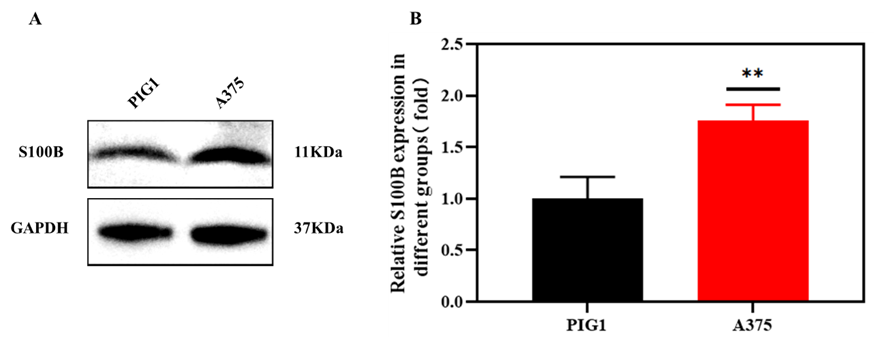 A
PIG1
A375
S100B
11KDa
GAPDH
37KDa
B
Relative S100B expression in
different groups( fold)
2.5
2.0
1.5
1.0
0.5
0.0
**
PIG1
A375